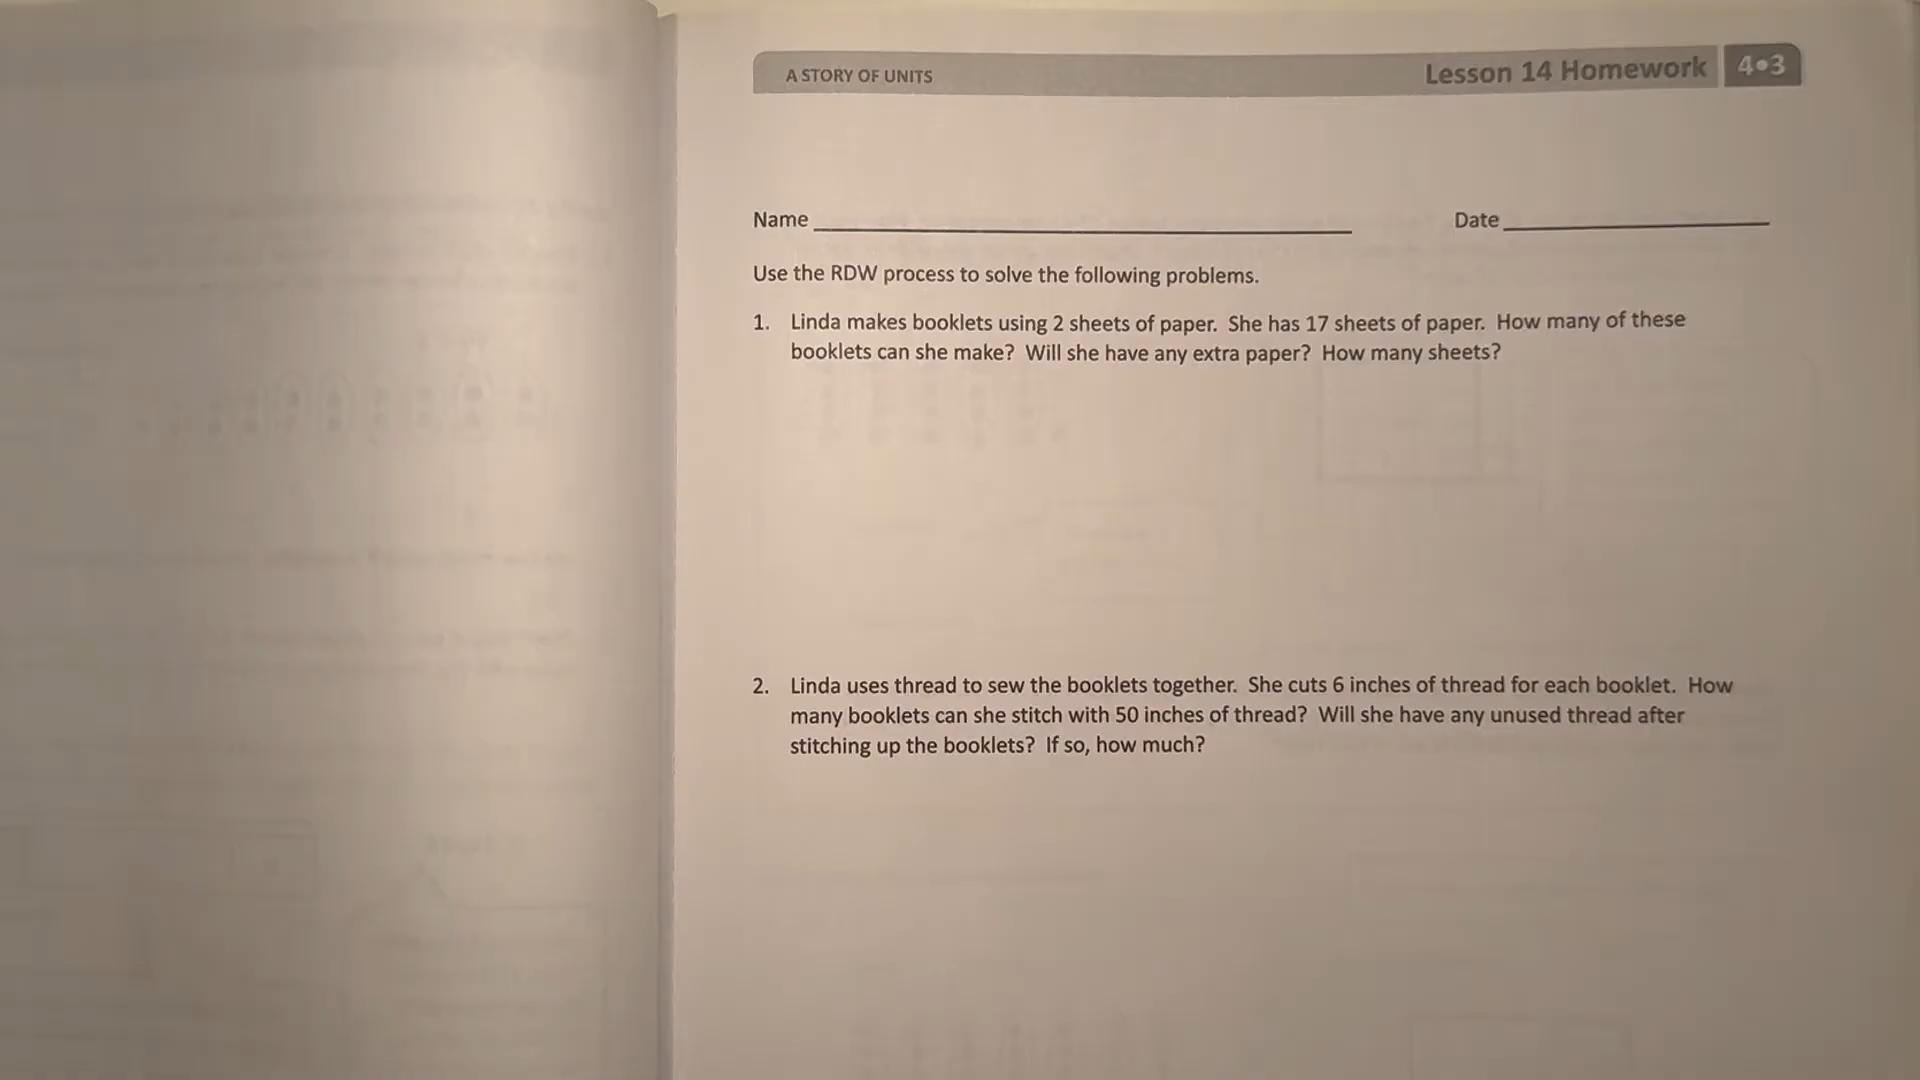 A STORY OF UNITS
Lesson 14 Homework 4•3
Name
Date
Use the RDW process to solve the following problems.
1. Linda makes booklets using 2 sheets of paper. She has 17 sheets of paper. How many of these
booklets can she make? Will she have any extra paper? How many sheets?
2. Linda uses thread to sew the booklets together. She cuts 6 inches of thread for each booklet. How
many booklets can she stitch with 50 inches of thread? Will she have any unused thread after
stitching up the booklets? If so, how much?